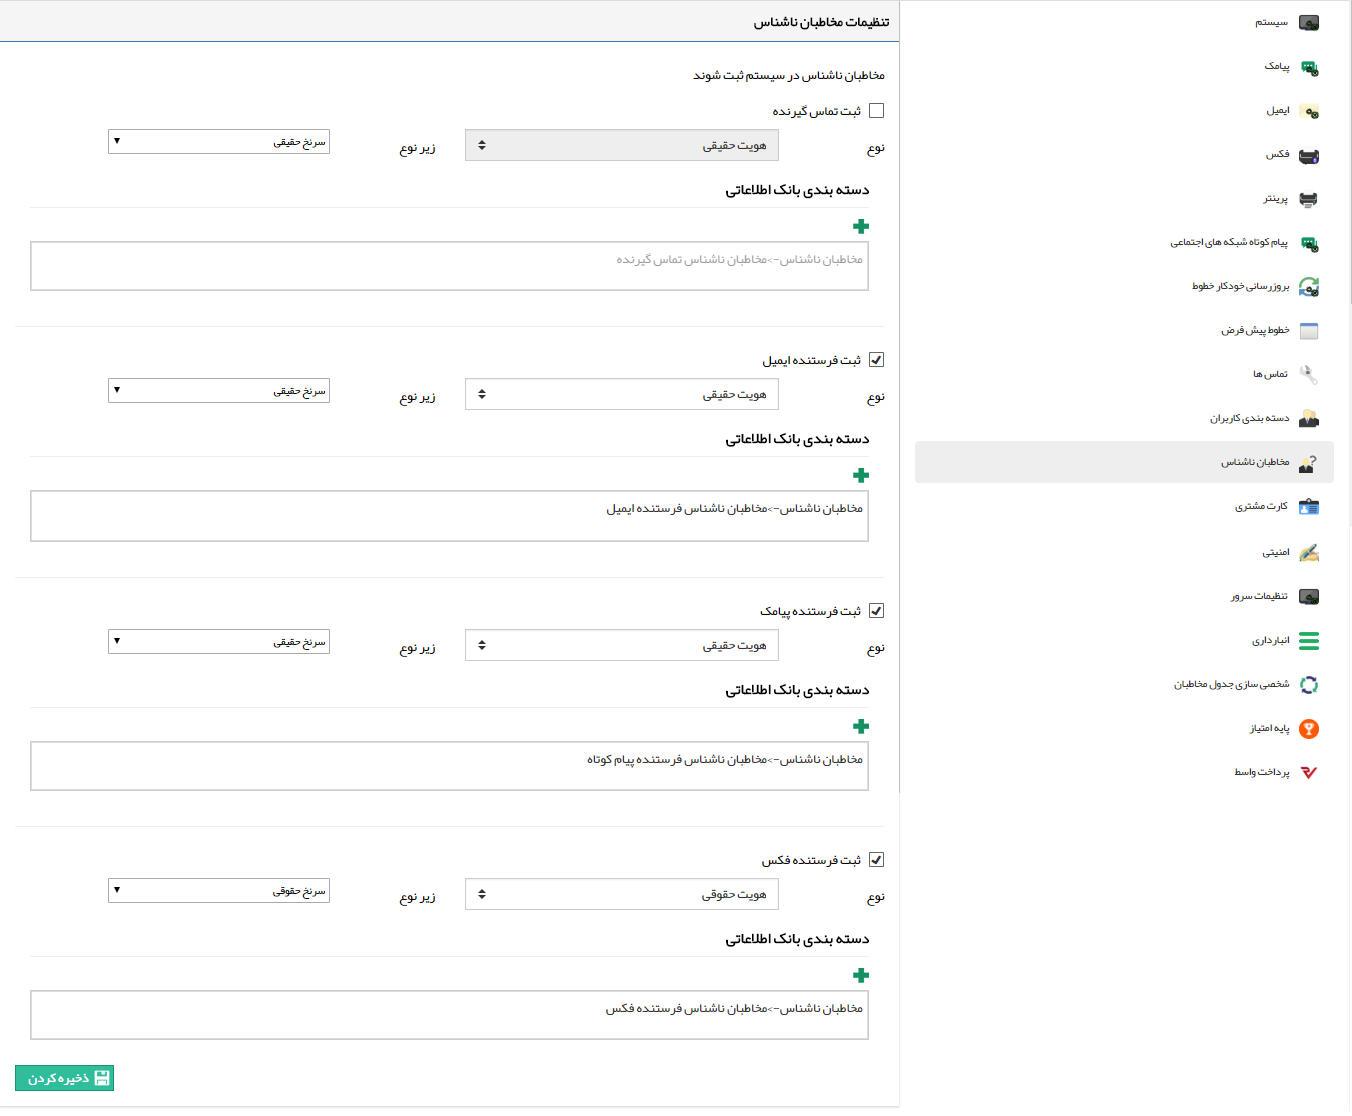 سیستم
پیامک
ایمیل
فکس
پرینتر
پیام کوتاه شبکه های اجتماعی
بروزرسانی خودکار خطوط
خطوط پیش فرض
تماس ها
دسته بندی کاربران
مخاطبان ناشناس
کارت مشتری
امنیتی
تنظیمات سرور
انبارداری
شخصی سازی جدول مخاطبان
پایه امتیاز
پرداخت واسط
تنظیمات مخاطبان ناشناس
مخاطبان ناشناس در سیستم ثبت شوند
ثبت تماس گیرنده
نوع هویت حقیقی زیر نوع سرنخ حقیقی
دسته بندی بانک اطلاعاتی
مخاطبان ناشناس->مخاطبان ناشناس تماس گیرنده
ثبت فرستنده ایمیل
نوع هویت حقیقی زیر نوع سرنخ حقیقی
دسته بندی بانک اطلاعاتی
مخاطبان ناشناس->مخاطبان ناشناس فرستنده ایمیل
ثبت فرستنده پیامک
نوع هویت حقیقی زیر نوع سرنخ حقیقی
دسته بندی بانک اطلاعاتی
مخاطبان ناشناس->مخاطبان ناشناس فرستنده پیام کوتاه
ثبت فرستنده فکس
نوع هویت حقوقی زیر نوع سرنخ حقوقی
دسته بندی بانک اطلاعاتی
مخاطبان ناشناس->مخاطبان ناشناس فرستنده فکس
ذخیره کردن